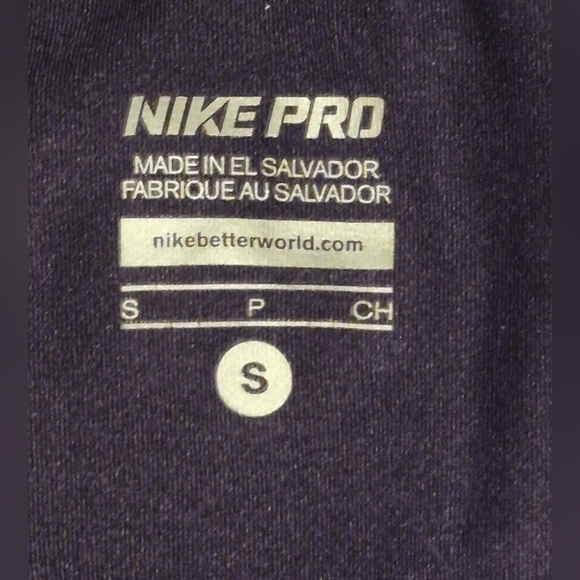 NIKE PRO
MADE IN EL SALVADOR
FABRIQUE AU SALVADOR
nikebetterworld.com
S P CH
S